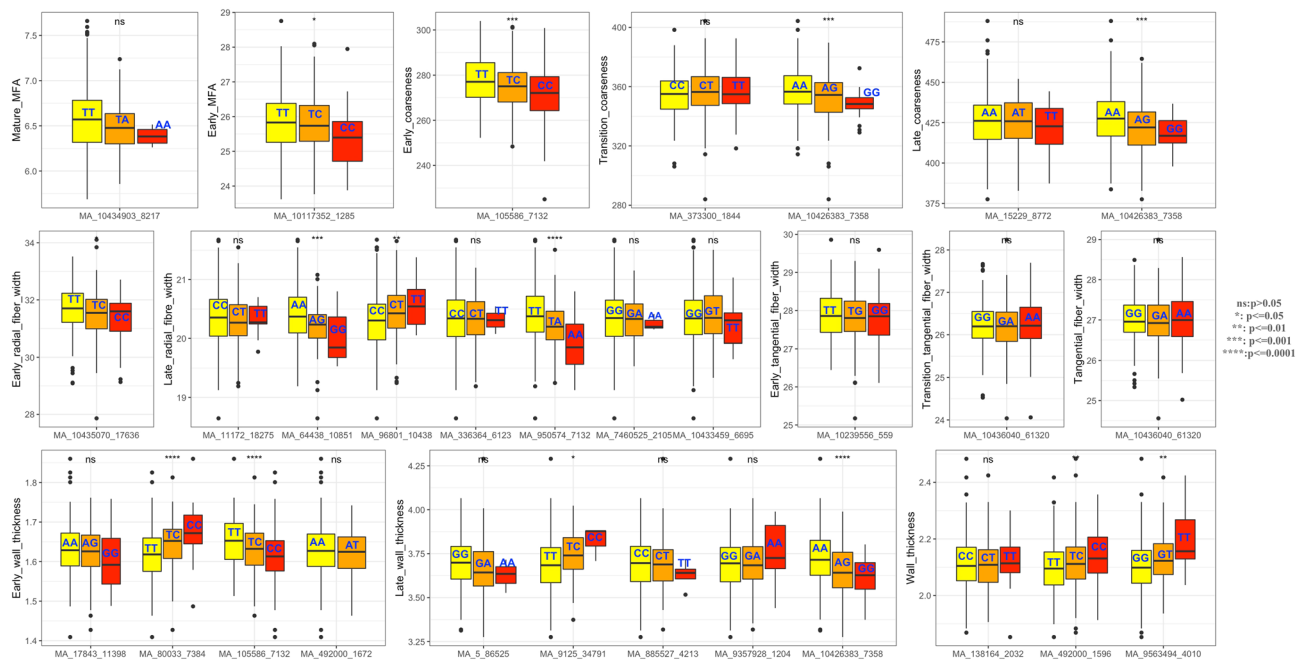 ns
7.5
7.0
6.5
6.0
Mature_MFA
TT
TA
AA
MA_10434903_8217
*
29
28
27
26
25
24
23
Early_MFA
TT
TC
CC
MA_10117352_1285
***
300
280
260
240
Early_coarseness
TT
TC
CC
MA_105586_7132
ns
***
400
360
320
280
Transition_coarseness
CC
CT
TT
AA
AG
GG
MA_373300_1844
MA_10426383_7358
ns
***
475
450
425
400
375
Late_coarseness
AA
AT
TT
AA
AG
GG
MA_15229_8772
MA_10426383_7358
**
34
32
30
28
Early_radial_fiber_width
TT
TC
CC
MA_10435070_17636
ns
***
**
ns
****
ns
ns
21
20
19
Late_radial_fibre_width
CC
CT
TT
AA
AG
GG
CC
CT
TT
CC
CT
TT
TT
TA
AA
GG
GA
AA
GG
GT
TT
MA_11172_18275
MA_64438_10851
MA_96801_10438
MA_336364_6123
MA_950574_7132
MA_7460525_2105
MA_10433459_6695
ns
30
29
28
27
26
25
Early_tangential_fiber_width
TT
TG
GG
MA_10239556_559
ns
28
27
26
25
24
Transition_tangential_fiber_width
GG
GA
AA
MA_10436040_61320
ns
29
28
27
26
25
Tangential_fiber_width
GG
GA
AA
MA_10436040_61320
ns:p>0.05
*: p<=0.05
**: p<=0.01
***: p<=0.001
****:p<=0.0001
ns
****
****
ns
1.8
1.7
1.6
1.5
1.4
Early_wall_thickness
AA
AG
GG
TT
TC
CC
TT
TC
CC
AA
AT
MA_17843_11398
MA_80033_7384
MA_105586_7132
MA_492000_1672
ns
*
ns
ns
****
4.25
4.00
3.75
3.50
3.25
Late_wall_thickness
GG
GA
AA
TT
TC
CC
CC
CT
TT
GG
GA
AA
AA
AG
GG
MA_5_86525
MA_9125_34791
MA_885527_4213
MA_9357928_1204
MA_10426383_7358
ns
**
**
2.4
2.2
2.0
Wall_thickness
CC
CT
TT
TT
TC
CC
GG
GT
TT
MA_138164_2032
MA_492000_1596
MA_9563494_4010